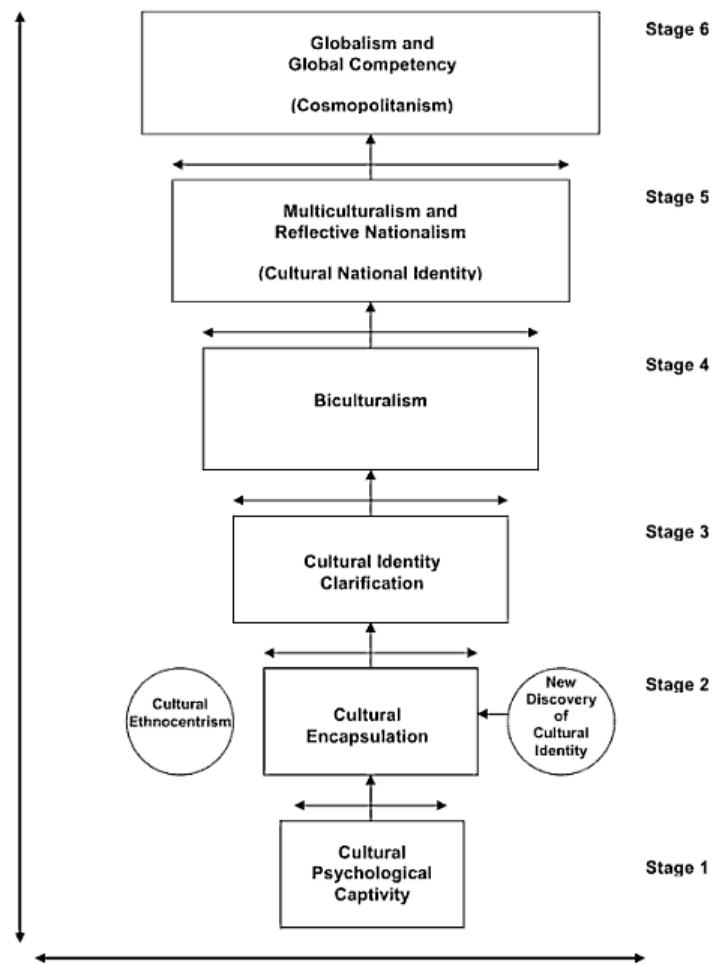 Stage 6
Globalism and
Global Competency
(Cosmopolitanism)
Stage 5
Multiculturalism and
Reflective Nationalism
(Cultural National Identity)
Stage 4
Biculturalism
Stage 3
Cultural Identity
Clarification
Stage 2
Cultural
Ethnocentrism
Cultural
Encapsulation
New
Discovery
of
Cultural
Identity
Stage 1
Cultural
Psychological
Captivity